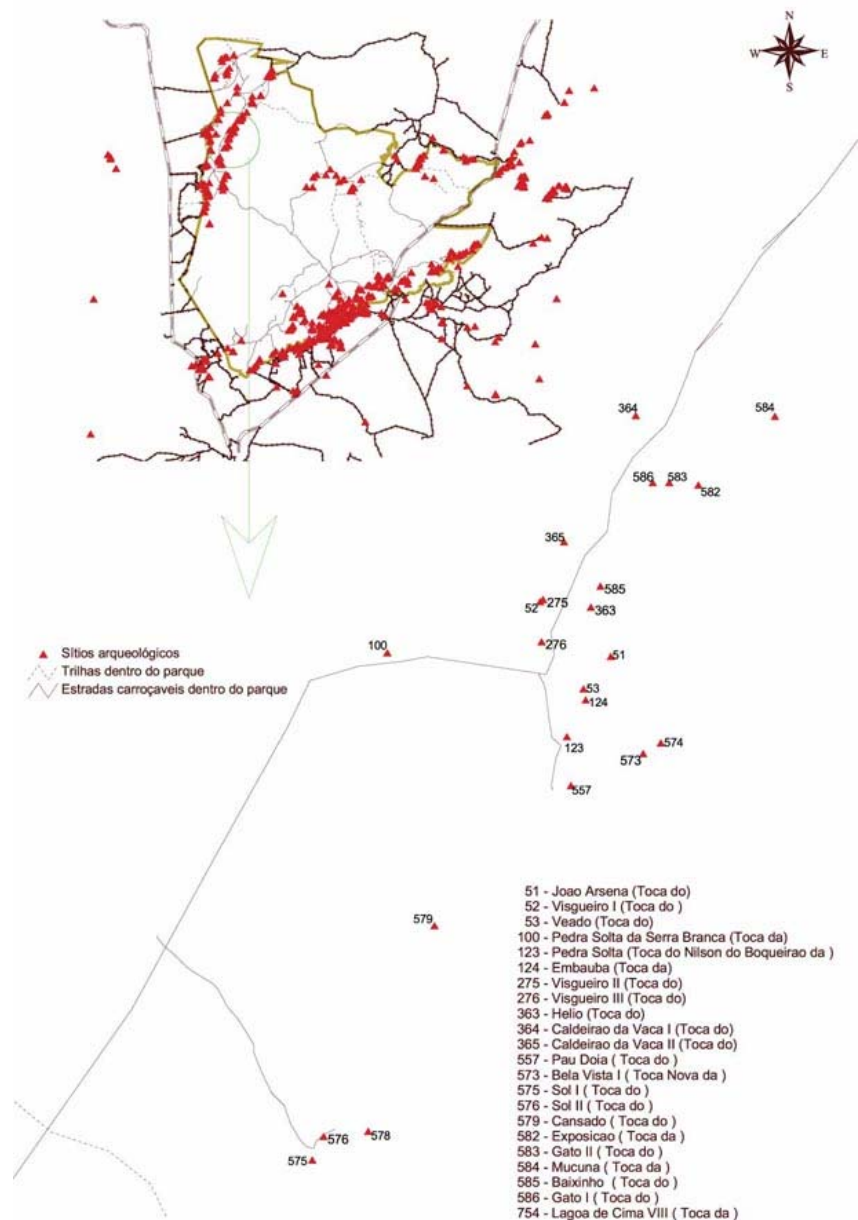 N
W E
S
364
584
586 583
582
365
585
52 275
363
276
100
51
53
124
123
574
573
557
Sítios arqueológicos
Trilhas dentro do parque
Estradas carroçaveis dentro do parque
579
576
578
575
51 - Joao Arsena (Toca do)
52 - Visgueiro I (Toca do )
53 - Veado (Toca do)
100 - Pedra Solta da Serra Branca (Toca da)
123 - Pedra Solta (Toca do Nilson do Boqueirao da )
124 - Embauba (Toca da)
275 - Visgueiro II (Toca do)
276 - Visgueiro III (Toca do)
363 - Helio (Toca do)
364 - Caldeirao da Vaca I (Toca do)
365 - Caldeirao da Vaca II (Toca do)
557 - Pau Doia ( Toca do )
573 - Bela Vista I ( Toca Nova da )
575 - Sol I ( Toca do )
576 - Sol II ( Toca do )
579 - Cansado ( Toca do )
582 - Exposicao ( Toca da )
583 - Gato II ( Toca do )
584 - Mucuna ( Toca da )
585 - Baixinho ( Toca do )
586 - Gato I ( Toca do )
754 - Lagoa de Cima VIII ( Toca da )